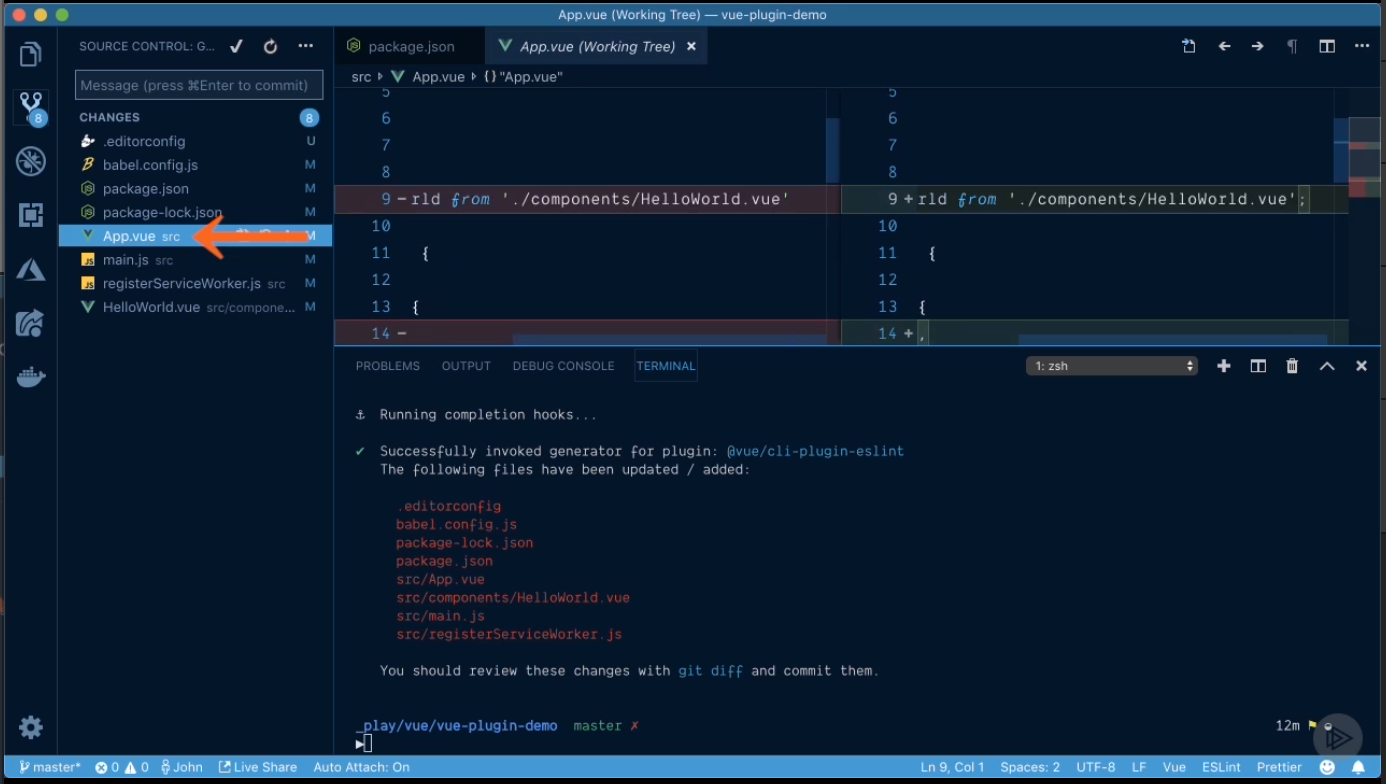 App.vue (Working Tree) — vue-plugin-demo
SOURCE CONTROL: G...
package.json
App.vue (Working Tree)
Message (press ⌘Enter to commit)
src App.vue {} "App.vue"
CHANGES 8
8
.editorconfig U
babel.config.js M
package.json M
package-lock.json M
App.vue src M
main.js src M
registerServiceWorker.js src M
HelloWorld.vue src/compone... M
5 5
6 6
7 7
8 8
9 -rld from './components/HelloWorld.vue' 9 +rld from './components/HelloWorld.vue';
10 10
11 { 11 {
12 12
13 { 13 {
14 - 14 + ,
PROBLEMS OUTPUT DEBUG CONSOLE TERMINAL 1: zsh
⚓ Running completion hooks...
✔ Successfully invoked generator for plugin: @vue/cli-plugin-eslint
The following files have been updated / added:
.editorconfig
babel.config.js
package-lock.json
package.json
src/App.vue
src/components/HelloWorld.vue
src/main.js
src/registerServiceWorker.js
You should review these changes with git diff and commit them.
_play/vue/vue-plugin-demo master ✗ 12m
master* 0 0 John Live Share Auto Attach: On Ln 9, Col 1 Spaces: 2 UTF-8 LF Vue ESLint Prettier